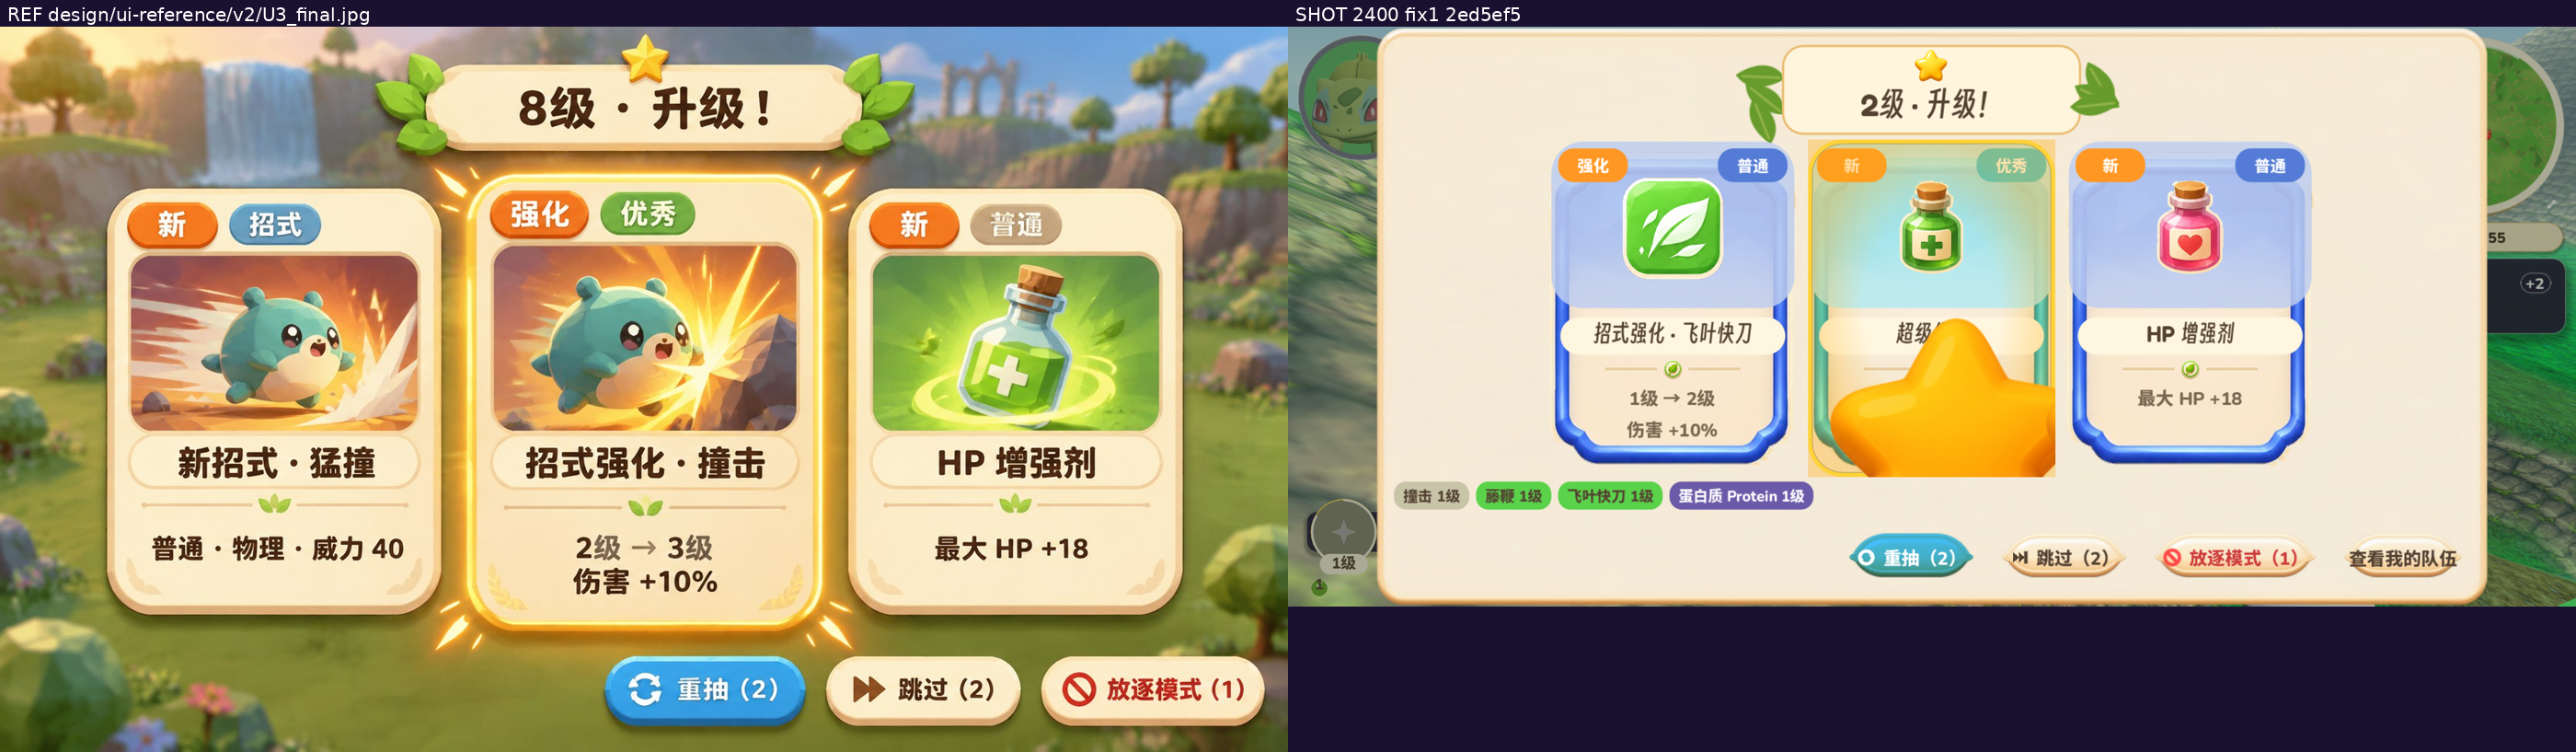 REF design/ui-reference/v2/U3_final.jpg
8级 · 升级！
新 招式
新招式 · 猛撞
普通 · 物理 · 威力 40
强化 优秀
招式强化 · 撞击
2级 → 3级
伤害 +10%
新 普通
HP 增强剂
最大 HP +18
重抽（2） 跳过（2） 放逐模式（1）
SHOT 2400 fix1 2ed5ef5
2级 · 升级！
强化 普通
招式强化 · 飞叶快刀
1级 → 2级
伤害 +10%
新 优秀
超级
新 普通
HP 增强剂
最大 HP +18
撞击 1级 藤鞭 1级 飞叶快刀 1级 蛋白质 Protein 1级
重抽（2） 跳过（2） 放逐模式（1） 查看我的队伍
55
+2
1级
1